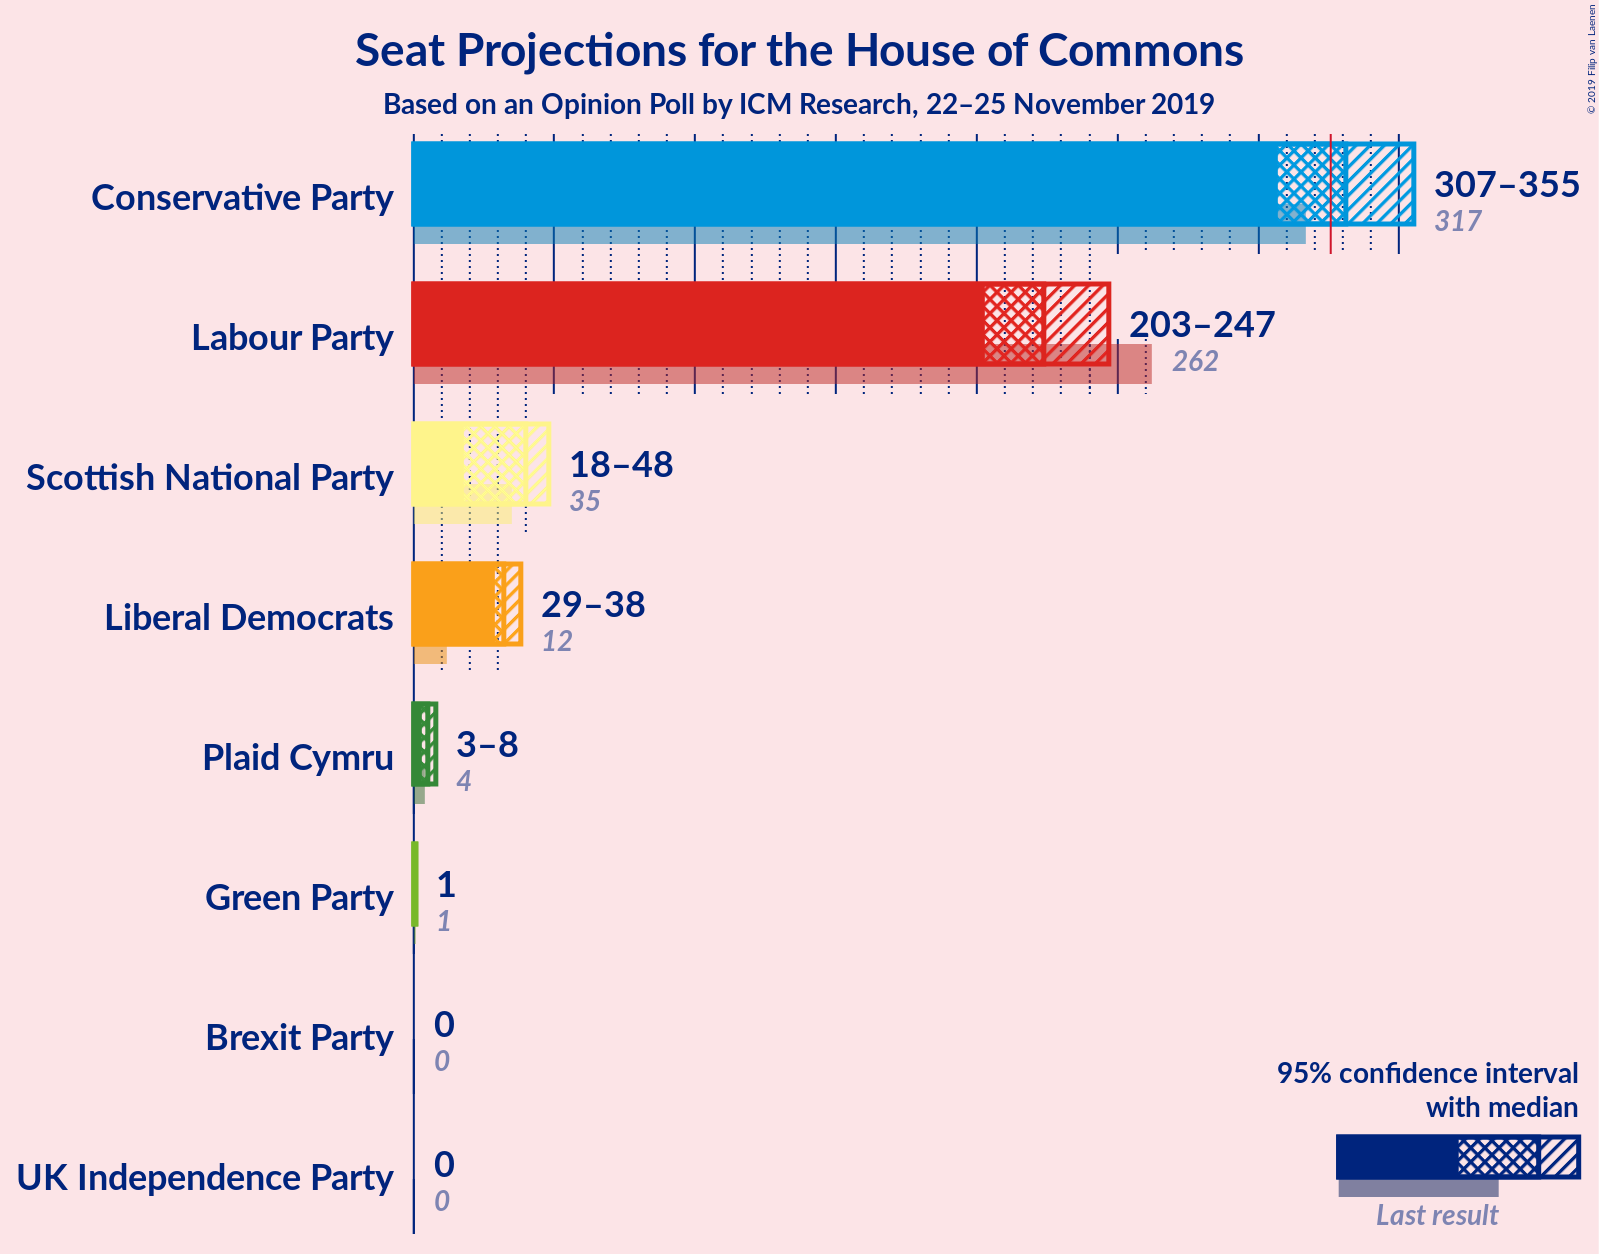 Seat Projections for the House of Commons
Based on an Opinion Poll by ICM Research, 22–25 November 2019
© 2019 Filip van Laenen
Conservative Party
307–355
317
Labour Party
203–247
262
Scottish National Party
18–48
35
Liberal Democrats
29–38
12
Plaid Cymru
3–8
4
Green Party
1
1
Brexit Party
0
0
UK Independence Party
0
0
95% confidence interval
with median
Last result